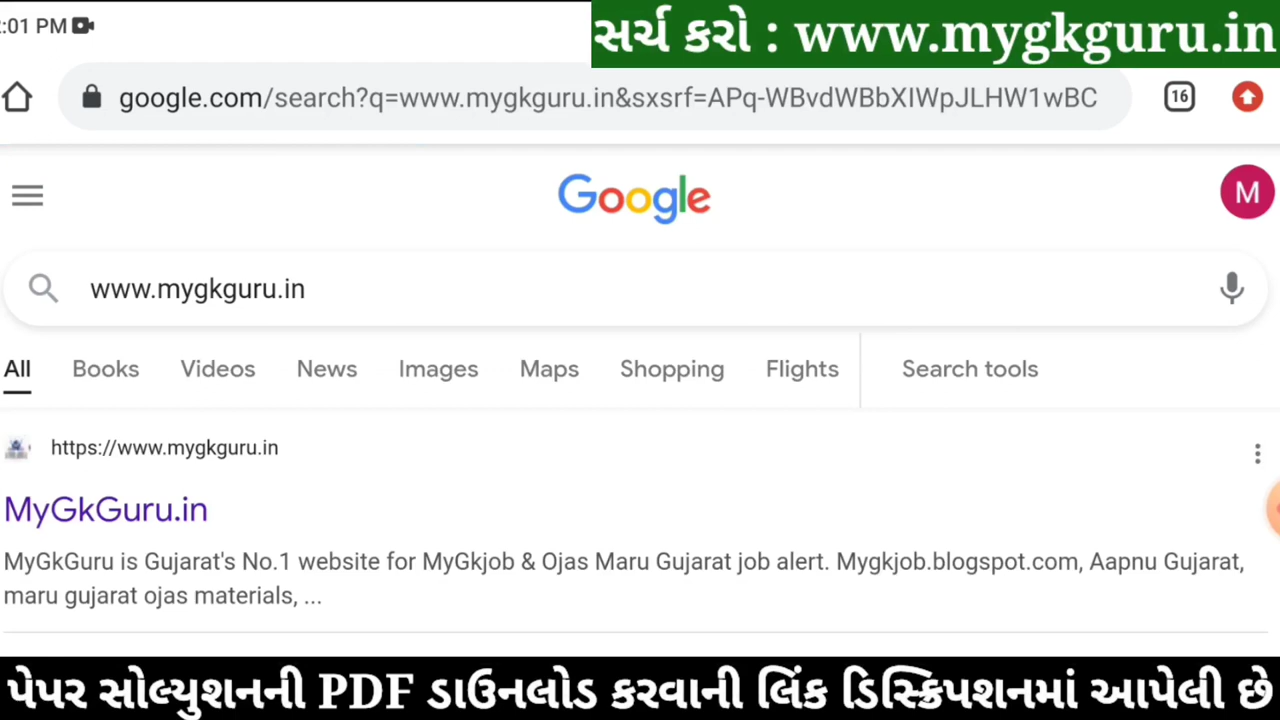 :01 PM
સર્ચ કરો : www.mygkguru.in
google.com/search?q=www.mygkguru.in&sxsrf=APq-WBvdWBbXIWpJLHW1wBC
16
Google
M
www.mygkguru.in
All Books Videos News Images Maps Shopping Flights Search tools
https://www.mygkguru.in
MyGkGuru.in
MyGkGuru is Gujarat's No.1 website for MyGkjob & Ojas Maru Gujarat job alert. Mygkjob.blogspot.com, Aapnu Gujarat,
maru gujarat ojas materials, ...
પેપર સોલ્યુશનની PDF ડાઉનલોડ કરવાની લિંક ડિસ્ક્રિપશનમાં આપેલી છે